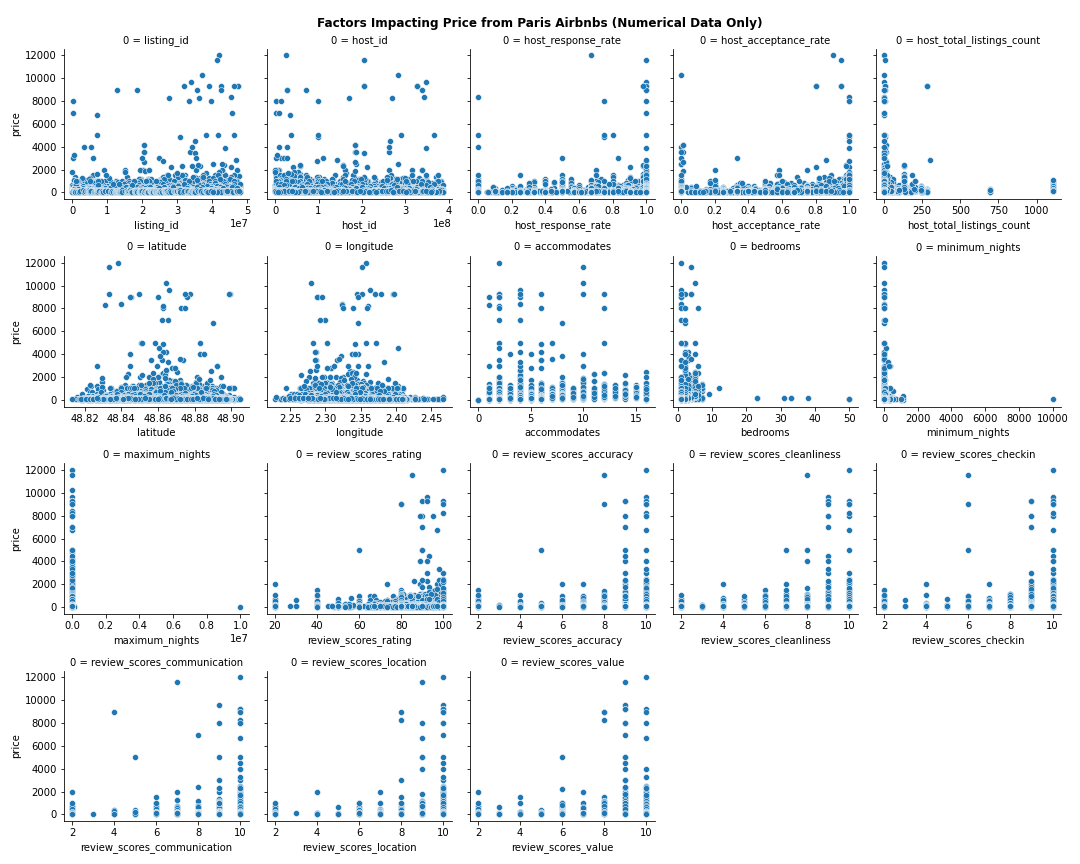 Factors Impacting Price from Paris Airbnbs (Numerical Data Only)
0 = listing_id
0 = host_id
0 = host_response_rate
0 = host_acceptance_rate
0 = host_total_listings_count
12000
10000
8000
6000
4000
2000
0
price
0 1 2 3 4 5
1e7
listing_id
0 1 2 3 4
1e8
host_id
0.0 0.2 0.4 0.6 0.8 1.0
host_response_rate
0.0 0.2 0.4 0.6 0.8 1.0
host_acceptance_rate
0 250 500 750 1000
host_total_listings_count
0 = latitude
0 = longitude
0 = accommodates
0 = bedrooms
0 = minimum_nights
12000
10000
8000
6000
4000
2000
0
price
48.82 48.84 48.86 48.88 48.90
latitude
2.25 2.30 2.35 2.40 2.45
longitude
0 5 10 15
accommodates
0 10 20 30 40 50
bedrooms
0 2000 4000 6000 8000 10000
minimum_nights
0 = maximum_nights
0 = review_scores_rating
0 = review_scores_accuracy
0 = review_scores_cleanliness
0 = review_scores_checkin
12000
10000
8000
6000
4000
2000
0
price
0.0 0.2 0.4 0.6 0.8 1.0
1e7
maximum_nights
20 40 60 80 100
review_scores_rating
2 4 6 8 10
review_scores_accuracy
2 4 6 8 10
review_scores_cleanliness
2 4 6 8 10
review_scores_checkin
0 = review_scores_communication
0 = review_scores_location
0 = review_scores_value
12000
10000
8000
6000
4000
2000
0
price
2 4 6 8 10
review_scores_communication
2 4 6 8 10
review_scores_location
2 4 6 8 10
review_scores_value